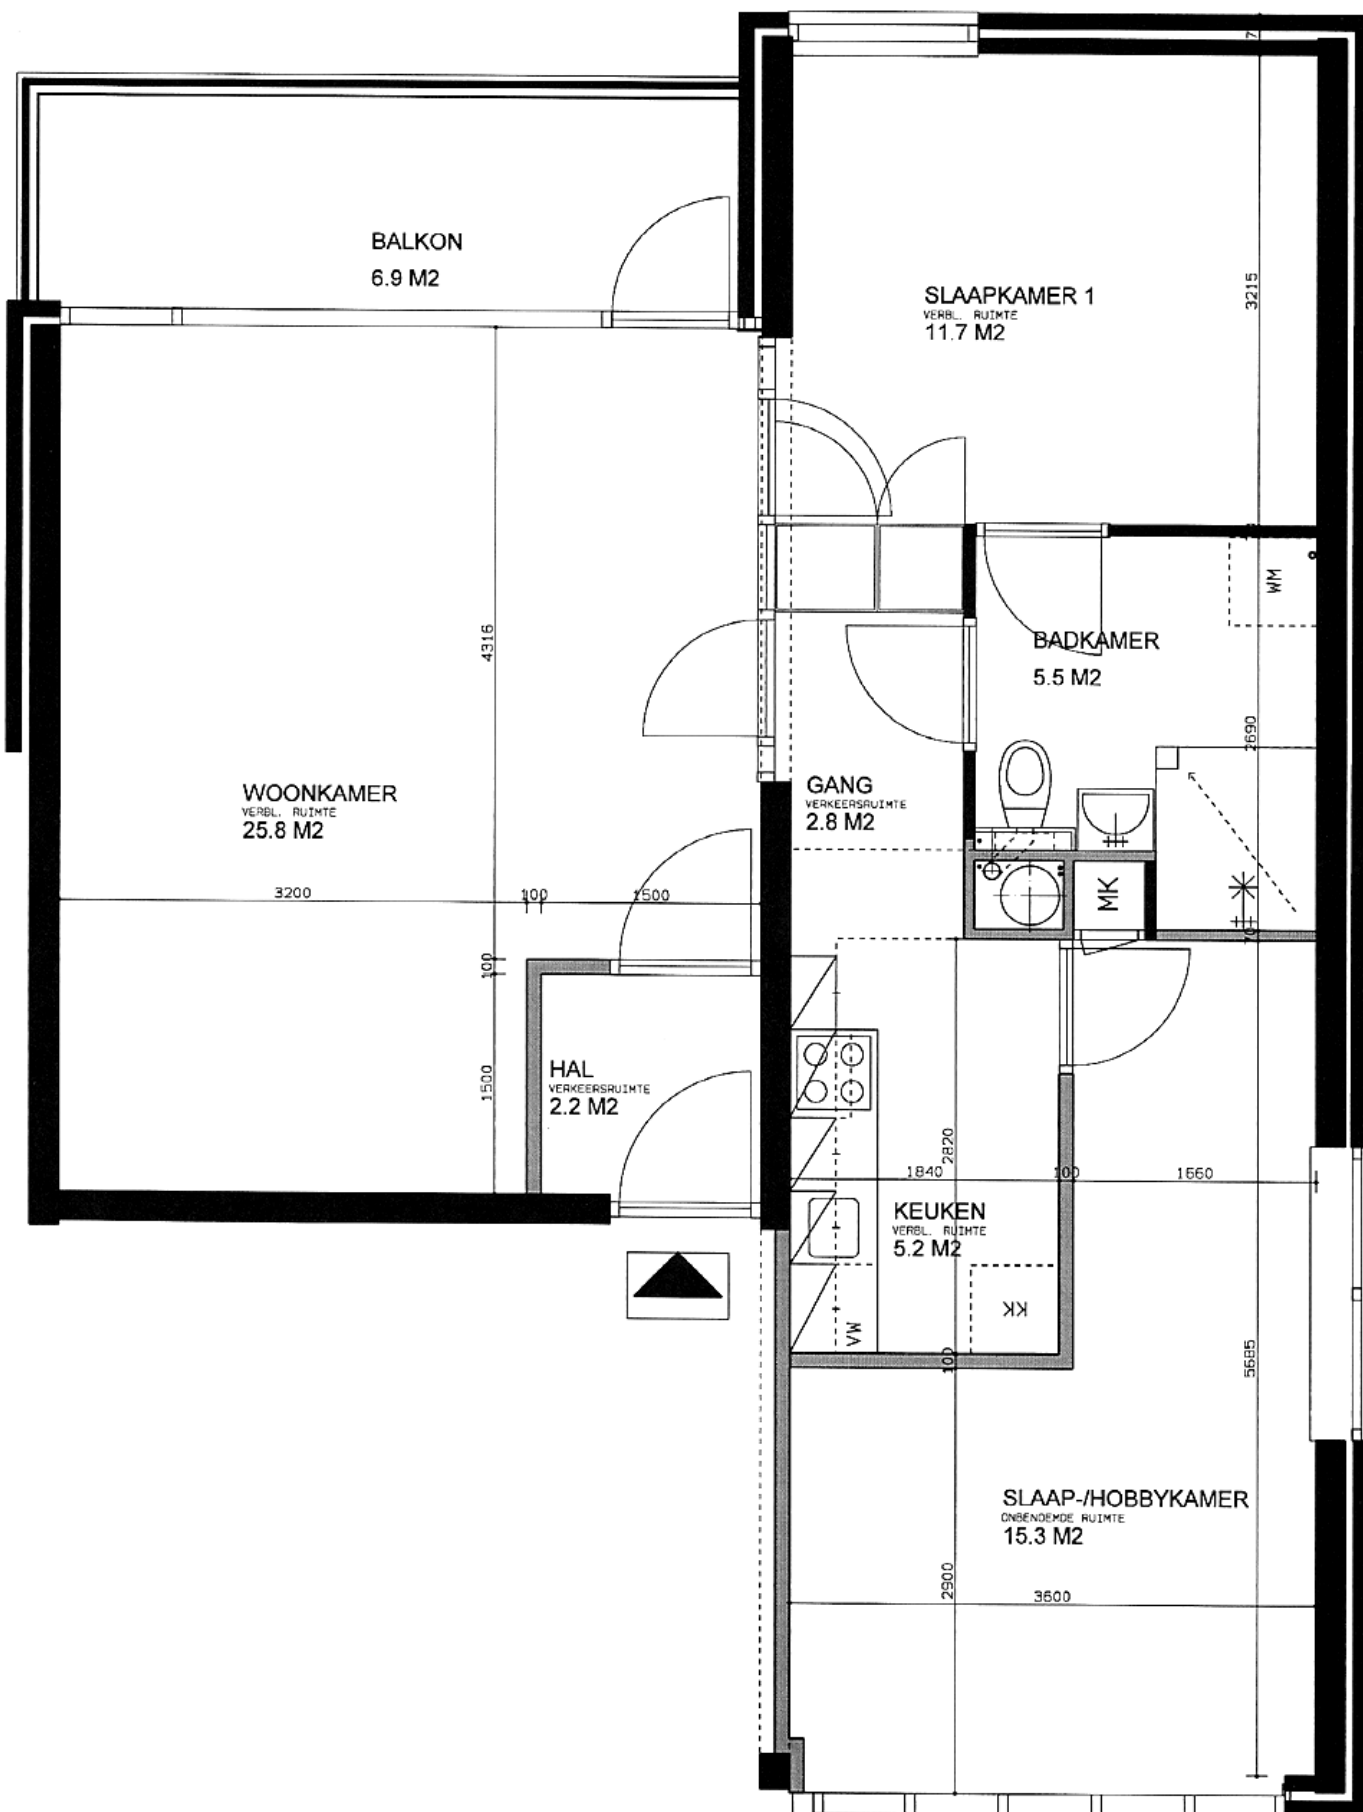 7
BALKON
6.9 M2
SLAAPKAMER 1
VERBL. RUIMTE
11.7 M2
3215
WM
BADKAMER
5.5 M2
4316
2690
WOONKAMER
VERBL. RUIMTE
25.8 M2
GANG
VERKEERSRUIMTE
2.8 M2
3200
100
1500
MK
70
100
HAL
VERKEERSRUIMTE
2.2 M2
1500
2820
1840
100
1660
KEUKEN
VERBL. RUIMTE
5.2 M2
KK
VW
100
5685
SLAAP-/HOBBYKAMER
ONBENOEMDE RUIMTE
15.3 M2
2900
3600